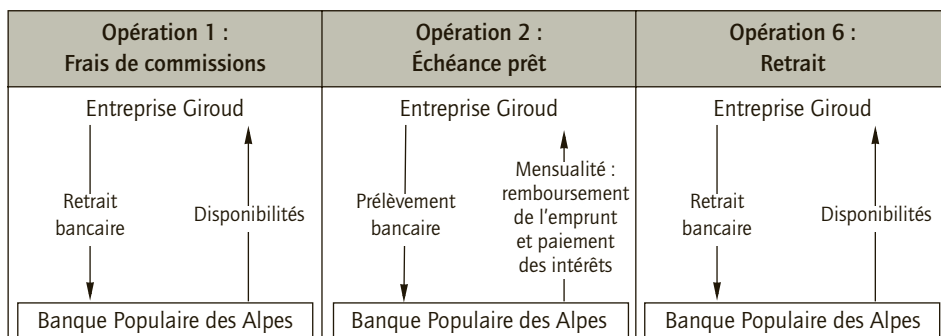 Opération 1 :
Frais de commissions
Opération 2 :
Échéance prêt
Opération 6 :
Retrait
Entreprise Giroud
Retrait
bancaire
Disponibilités
Banque Populaire des Alpes
Entreprise Giroud
Prélèvement
bancaire
Mensualité :
remboursement
de l'emprunt
et paiement
des intérêts
Banque Populaire des Alpes
Entreprise Giroud
Retrait
bancaire
Disponibilités
Banque Populaire des Alpes